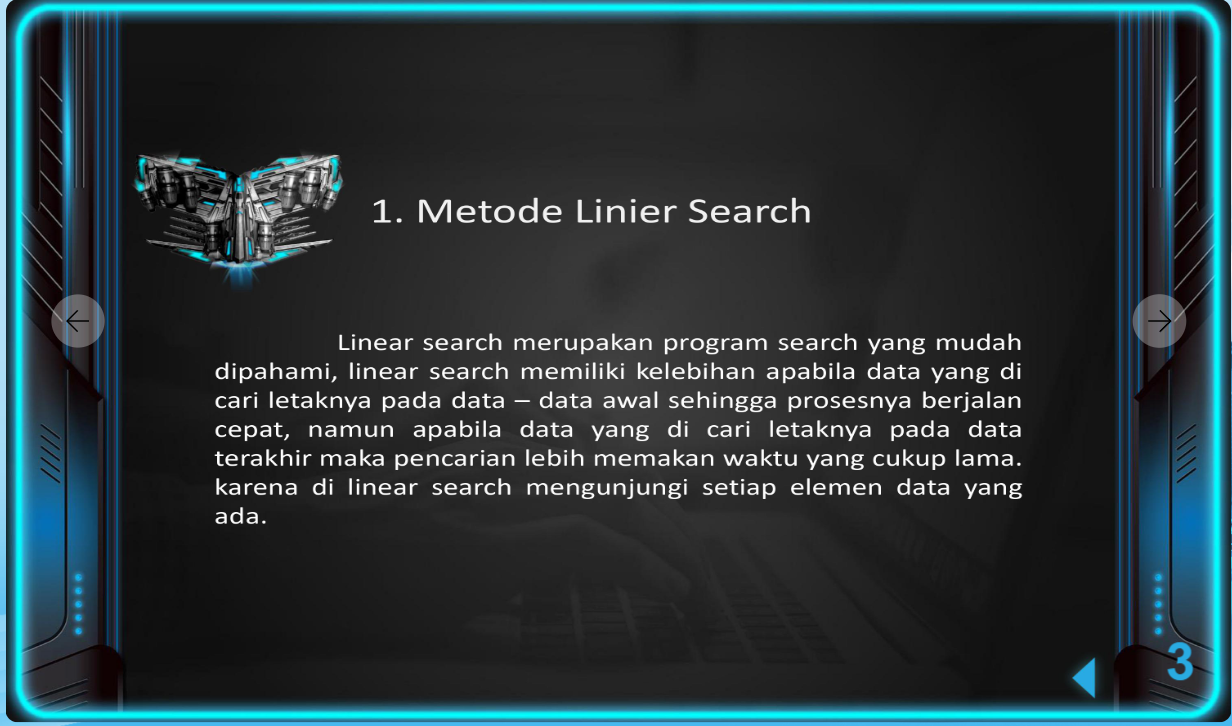 1. Metode Linier Search
Linear search merupakan program search yang mudah
dipahami, linear search memiliki kelebihan apabila data yang di
cari letaknya pada data – data awal sehingga prosesnya berjalan
cepat, namun apabila data yang di cari letaknya pada data
terakhir maka pencarian lebih memakan waktu yang cukup lama.
karena di linear search mengunjungi setiap elemen data yang
ada.
3